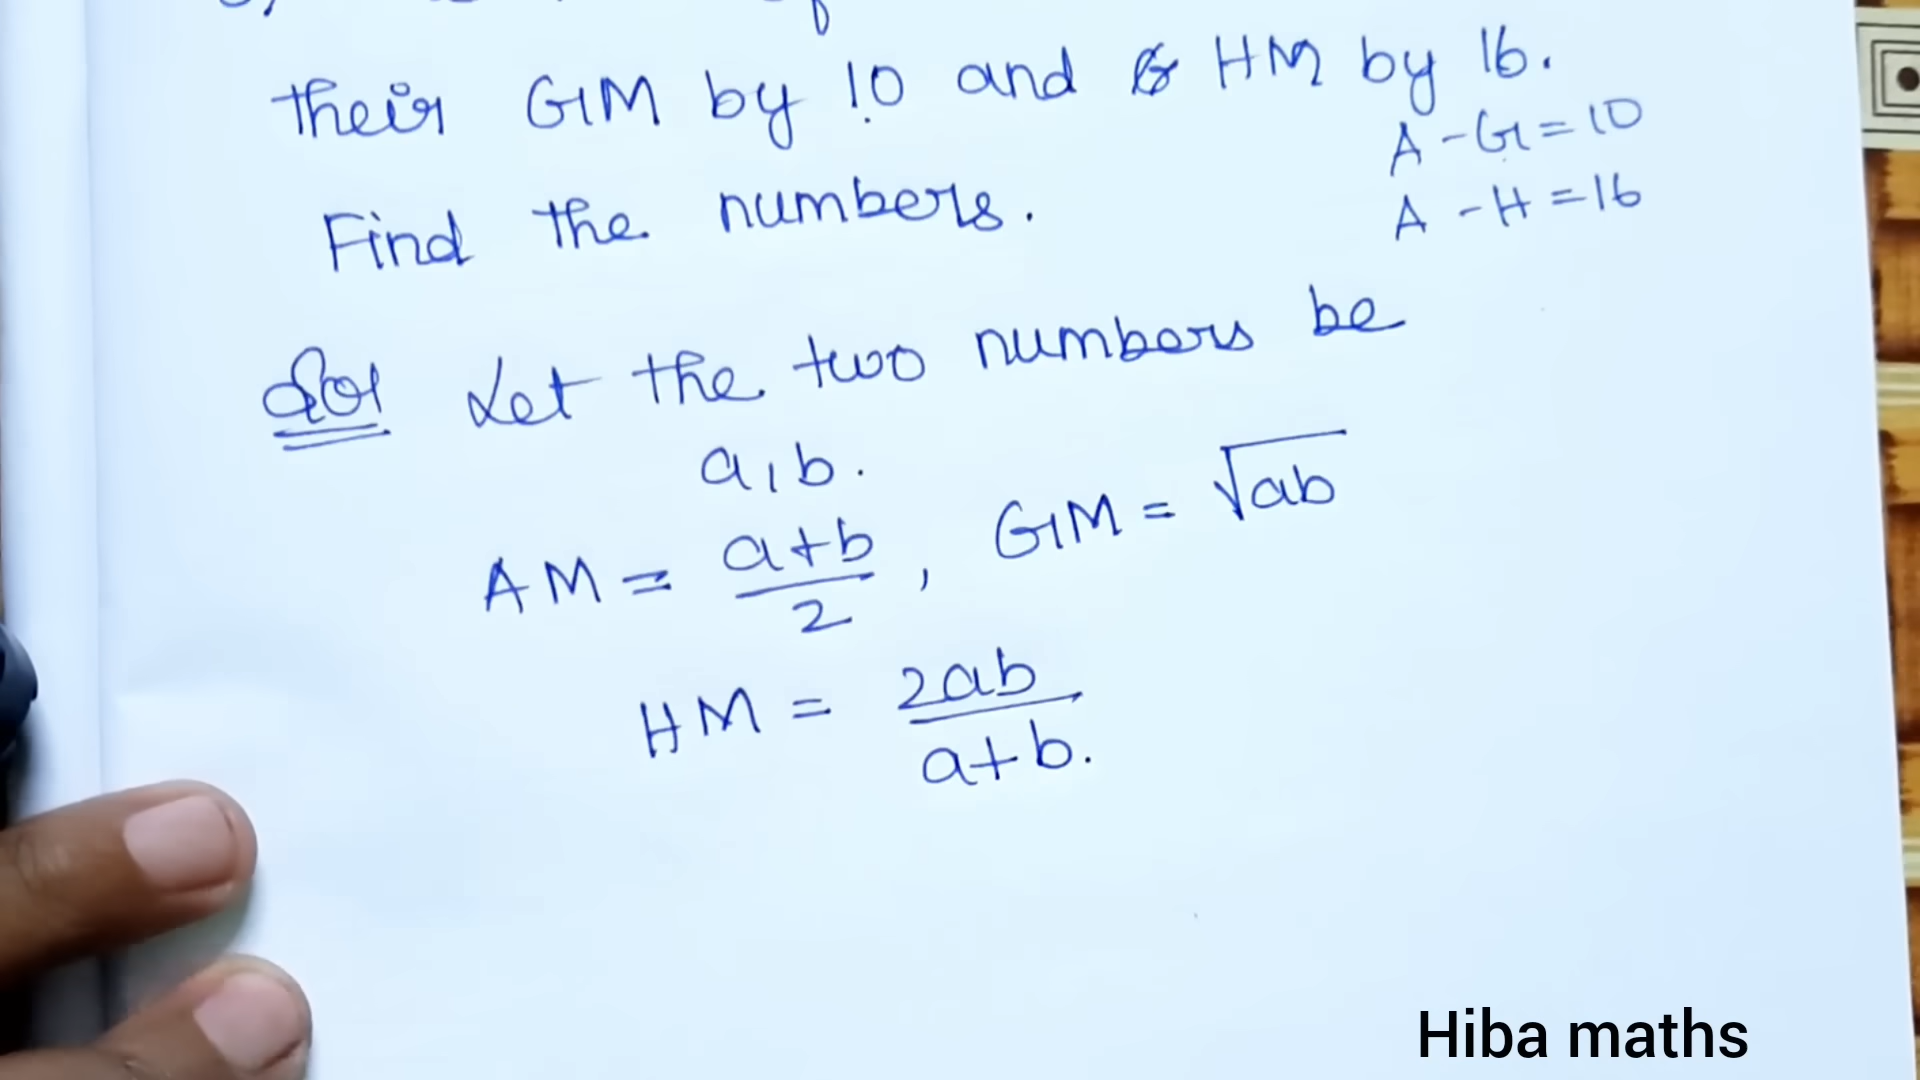 their GM by 10 and HM by 16.
A - G = 10
Find the numbers.
A - H = 16
Sol Let the two numbers be
a, b.
AM = a+b/2, GM = √ab
HM = 2ab/a+b.
Hiba maths